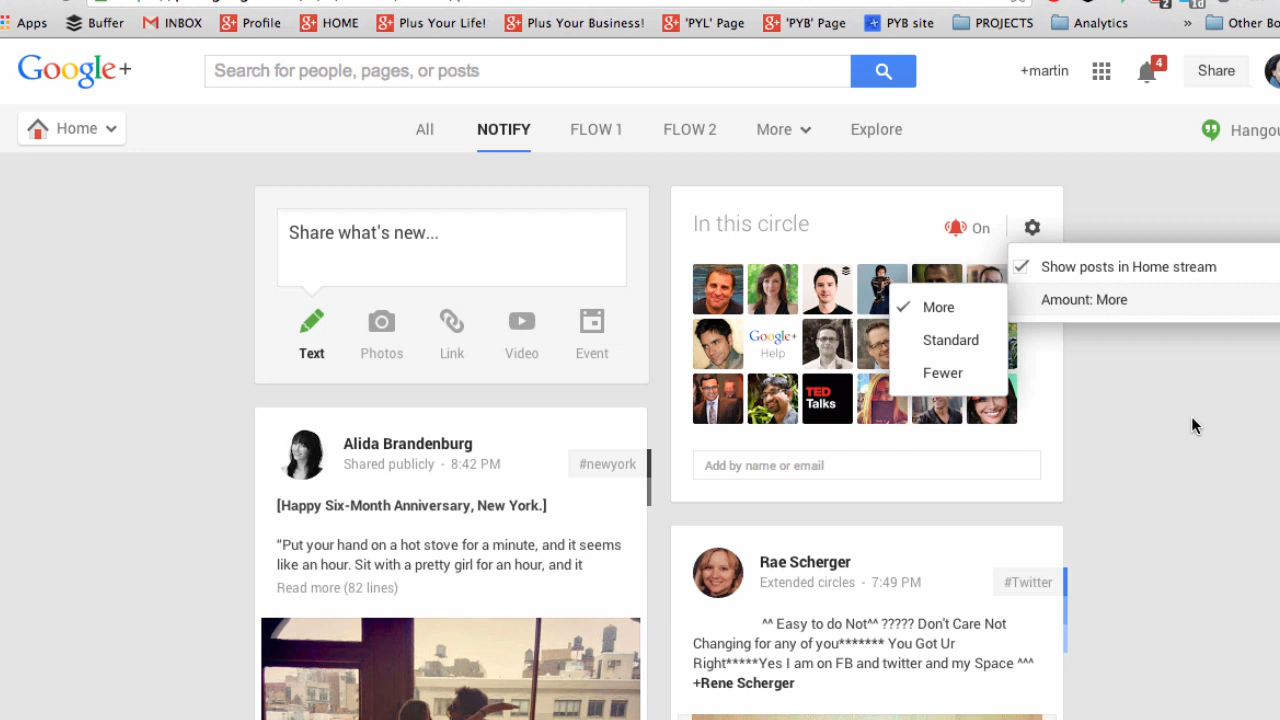 Apps Buffer INBOX Profile HOME Plus Your Life! Plus Your Business! 'PYL' Page 'PYB' Page PYB site PROJECTS Analytics » Other Bo
Google+ Search for people, pages, or posts +martin 4 Share
Home All NOTIFY FLOW 1 FLOW 2 More Explore Hangou
Share what's new...
Text Photos Link Video Event
In this circle On
Show posts in Home stream
Amount: More
More
Standard
Fewer
Google+
Help
TED
Talks
Add by name or email
Alida Brandenburg
Shared publicly - 8:42 PM #newyork
[Happy Six-Month Anniversary, New York.]
“Put your hand on a hot stove for a minute, and it seems
like an hour. Sit with a pretty girl for an hour, and it
Read more (82 lines)
Rae Scherger
Extended circles - 7:49 PM #Twitter
^^ Easy to do Not^^ ????? Don't Care Not
Changing for any of you******* You Got Ur
Right*****Yes I am on FB and twitter and my Space ^^^
+Rene Scherger